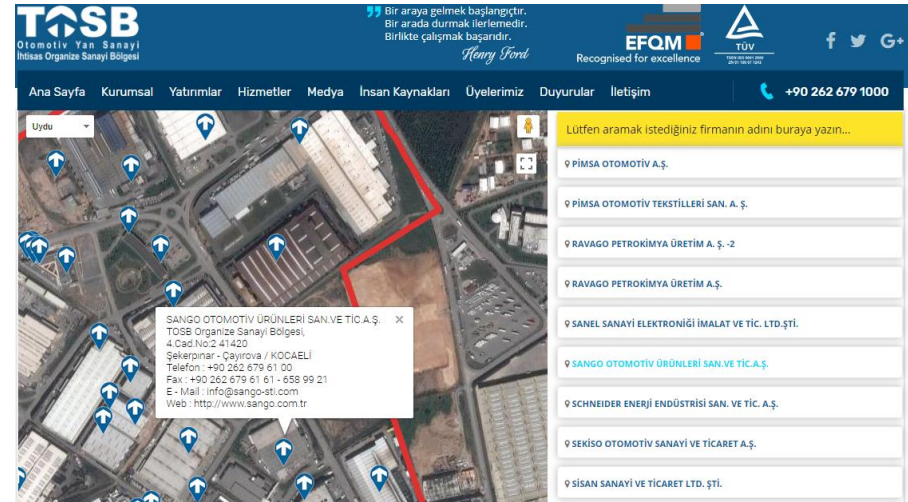 TOSB
Otomotiv Yan Sanayi
İhtisas Organize Sanayi Bölgesi
Bir araya gelmek başlangıçtır.
Bir arada durmak ilerlemedir.
Birlikte çalışmak başarıdır.
Henry Ford
EFQM
Recognised for excellence
TÜV
f
G+
Ana Sayfa Kurumsal Yatırımlar Hizmetler Medya İnsan Kaynakları Üyelerimiz Duyurular İletişim +90 262 679 1000
Uydu
SANGO OTOMOTİV ÜRÜNLERİ SAN.VE TİC.A.Ş.
TOSB Organize Sanayi Bölgesi,
4.Cad.No:2 41420
Şekerpınar - Çayırova / KOCAELİ
Telefon : +90 262 679 61 00
Fax : +90 262 679 61 61 - 658 99 21
E - Mail : info@sango-sti.com
Web : http://www.sango.com.tr
Lütfen aramak istediğiniz firmanın adını buraya yazın...
PİMSA OTOMOTİV A.Ş.
PİMSA OTOMOTİV TEKSTİLLERİ SAN. A. Ş.
RAVAGO PETROKİMYA ÜRETİM A. Ş. -2
RAVAGO PETROKİMYA ÜRETİM A.Ş.
SANEL SANAYİ ELEKTRONİĞİ İMALAT VE TİC. LTD.ŞTİ.
SANGO OTOMOTİV ÜRÜNLERİ SAN.VE TİC.A.Ş.
SCHNEIDER ENERJİ ENDÜSTRİSİ SAN. VE TİC. A.Ş.
SEKİSO OTOMOTİV SANAYİ VE TİCARET A.Ş.
SİSAN SANAYİ VE TİCARET LTD. ŞTİ.